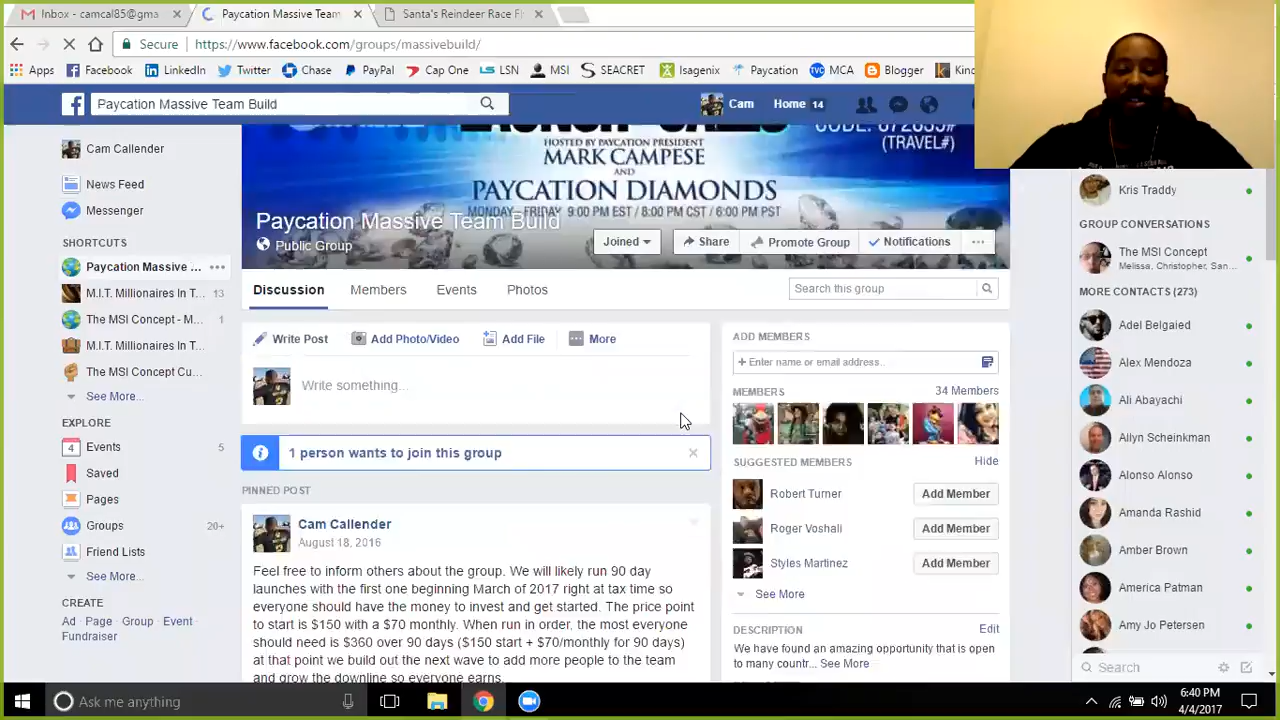 Inbox - camcal85@gma
Paycation Massive Team
Santa's Reindeer Race Fl
Secure
https://www.facebook.com/groups/massivebuild/
Apps Facebook LinkedIn Twitter Chase PayPal Cap One LSN MSI SEACRET Isagenix Paycation MCA Blogger Kind
Paycation Massive Team Build
Cam Home 14
(TRAVEL#)
HOSTED BY PAYCATION PRESIDENT
MARK CAMPESE
AND
PAYCATION DIAMONDS
MONDAY-FRIDAY 9:00 PM EST / 8:00 PM CST / 6:00 PM PST
Paycation Massive Team Build
Public Group
Joined Share Promote Group Notifications ...
Discussion Members Events Photos
Search this group
Cam Callender
News Feed
Messenger
SHORTCUTS
Paycation Massive ... ...
M.I.T. Millionaires In T... 13
The MSI Concept - M... 1
M.I.T. Millionaires In T...
The MSI Concept Cu...
See More...
EXPLORE
4 Events 5
Saved
Pages
Groups 20+
Friend Lists
See More...
CREATE
Ad · Page · Group · Event ·
Fundraiser
Write Post Add Photo/Video Add File More
Write something...
1 person wants to join this group
PINNED POST
Cam Callender
August 18, 2016
Feel free to inform others about the group. We will likely run 90 day
launches with the first one beginning March of 2017 right at tax time so
everyone should have the money to invest and get started. The price point
to start is $150 with a $70 monthly. When run in order, the most everyone
should need is $360 over 90 days ($150 start + $70/monthly for 90 days)
at that point we build out the next wave to add more people to the team
and grow the downline so everyone earns.
ADD MEMBERS
+ Enter name or email address..
MEMBERS 34 Members
SUGGESTED MEMBERS Hide
Robert Turner Add Member
Roger Voshall Add Member
Styles Martinez Add Member
See More
DESCRIPTION Edit
We have found an amazing opportunity that is open
to many countr... See More
Kris Traddy
GROUP CONVERSATIONS
The MSI Concept
Melissa, Christopher, San...
MORE CONTACTS (273)
Adel Belgaied
Alex Mendoza
Ali Abayachi
Allyn Scheinkman
Alonso Alonso
Amanda Rashid
Amber Brown
America Patman
Amy Jo Petersen
Search
Ask me anything
6:40 PM
4/4/2017